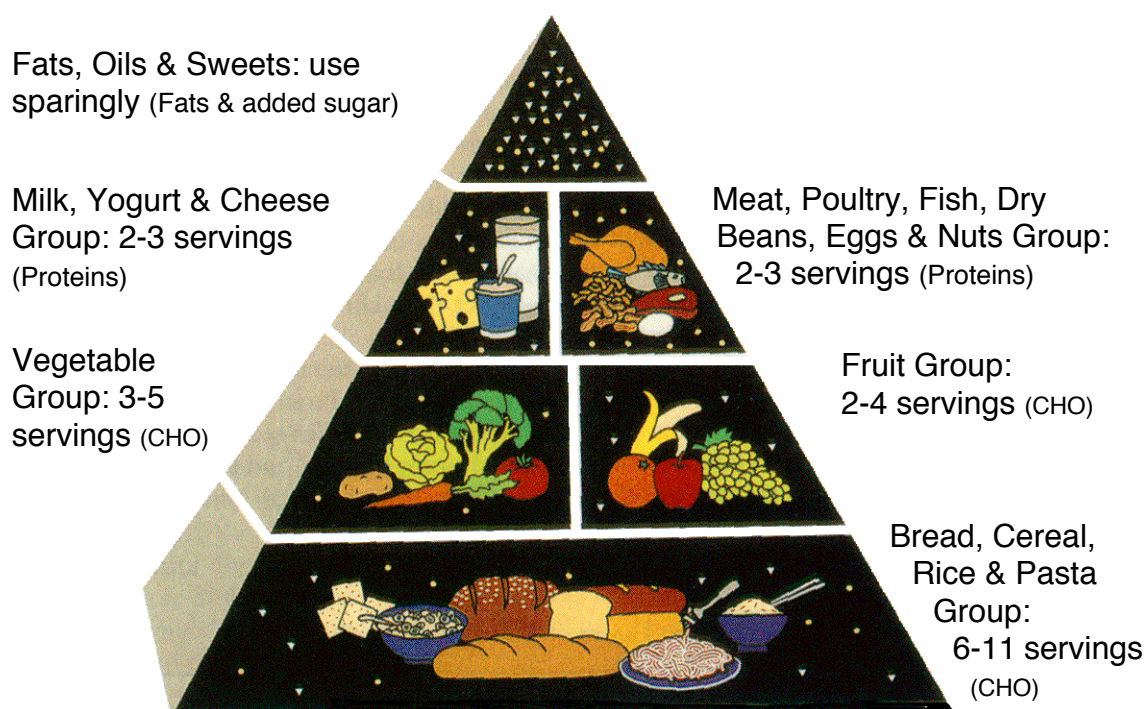 Fats, Oils & Sweets: use
sparingly (Fats & added sugar)
Milk, Yogurt & Cheese
Group: 2-3 servings
(Proteins)
Meat, Poultry, Fish, Dry
Beans, Eggs & Nuts Group:
2-3 servings (Proteins)
Vegetable
Group: 3-5
servings (CHO)
Fruit Group:
2-4 servings (CHO)
Bread, Cereal,
Rice & Pasta
Group:
6-11 servings
(CHO)